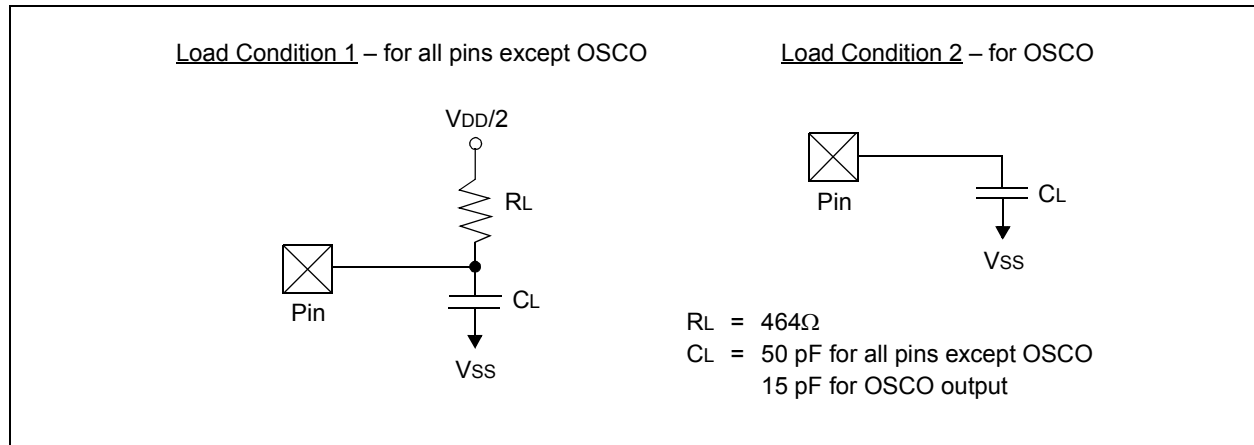 Load Condition 1 – for all pins except OSCO
VDD/2
RL
Pin
CL
VSS
Load Condition 2 – for OSCO
Pin
CL
VSS
RL = 464Ω
CL = 50 pF for all pins except OSCO
15 pF for OSCO output